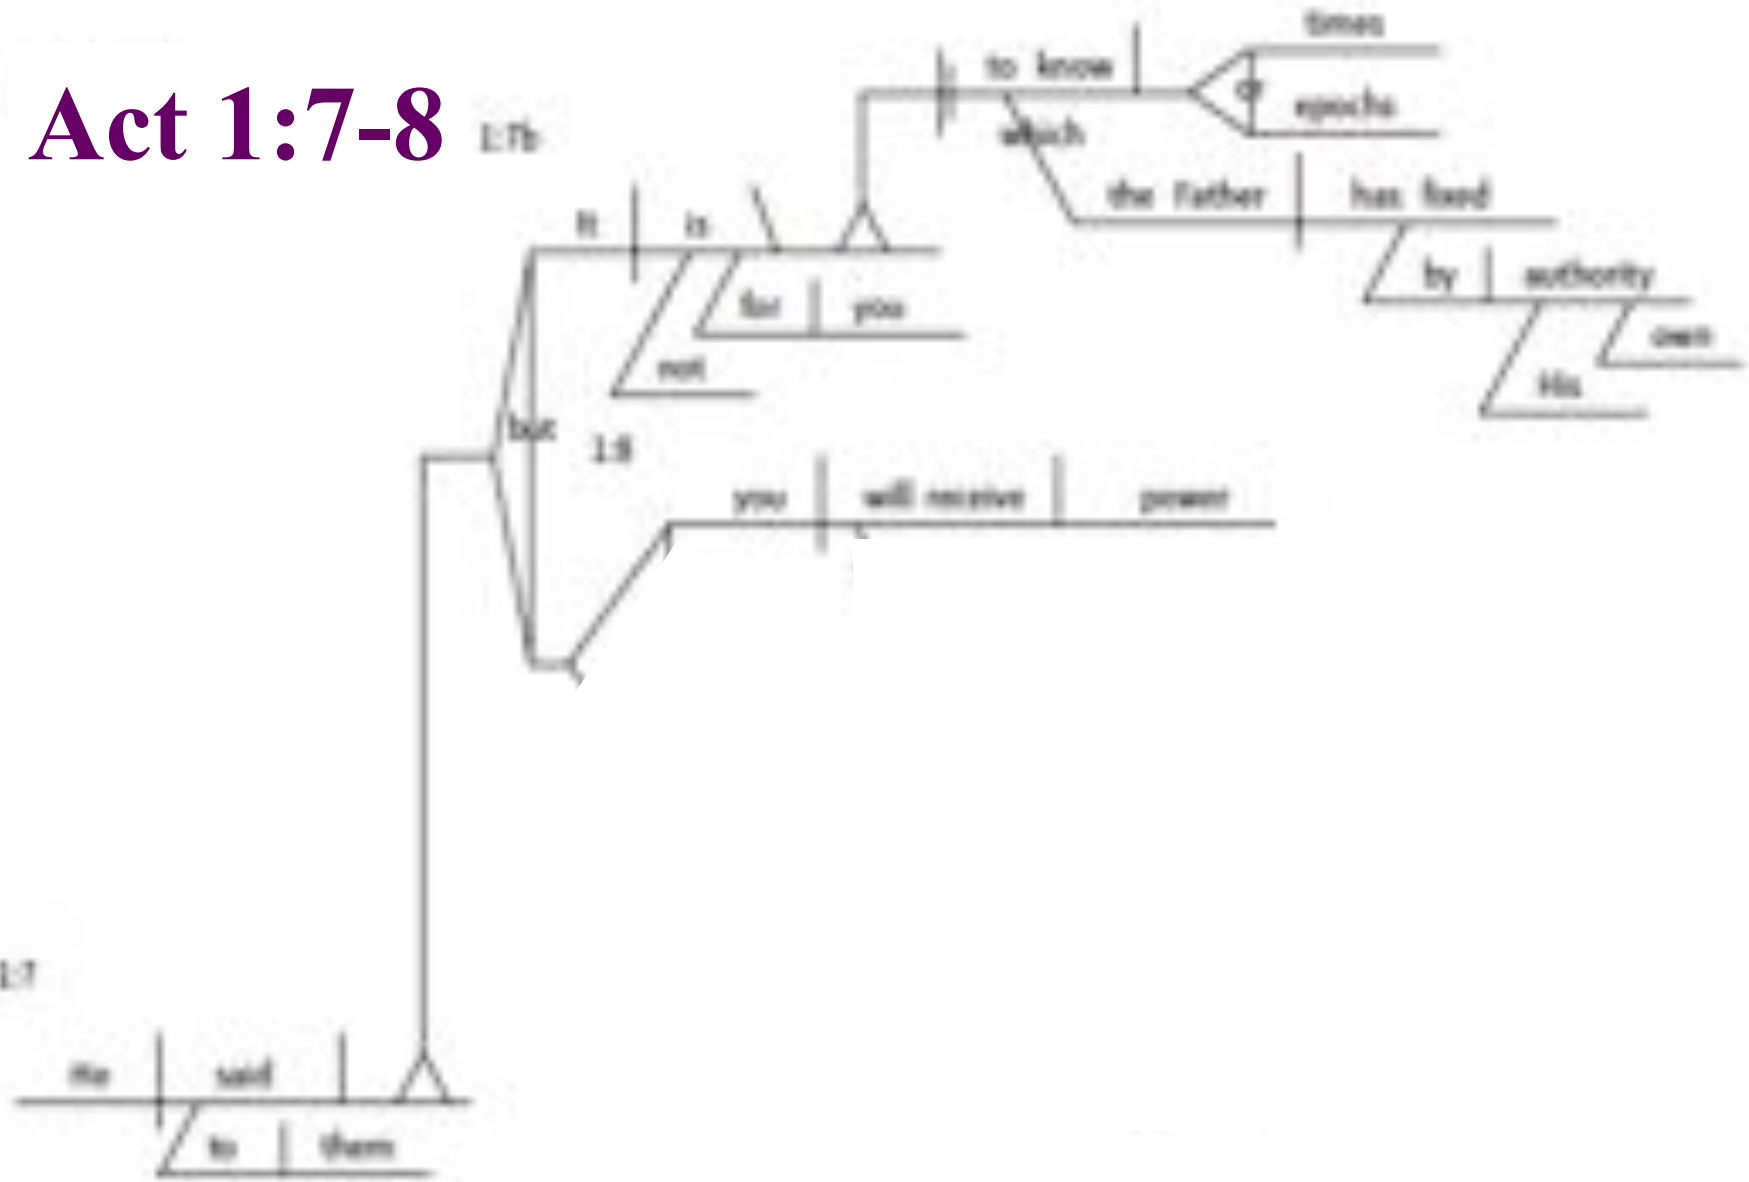 Act 1:7-8
1:7b
times
to know
or
epochs
which
the Father has fixed
It is
by authority
for you
own
not
His
but
1:8
you will receive power
1:7
He said
to them